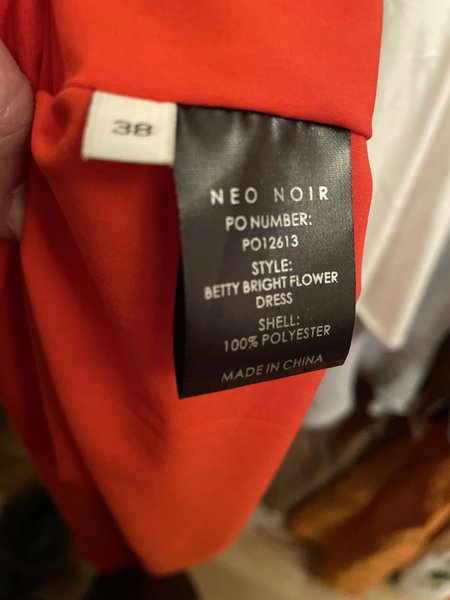 38
NEO NOIR
PO NUMBER:
PO12613
STYLE:
BETTY BRIGHT FLOWER
DRESS
SHELL:
100% POLYESTER
MADE IN CHINA